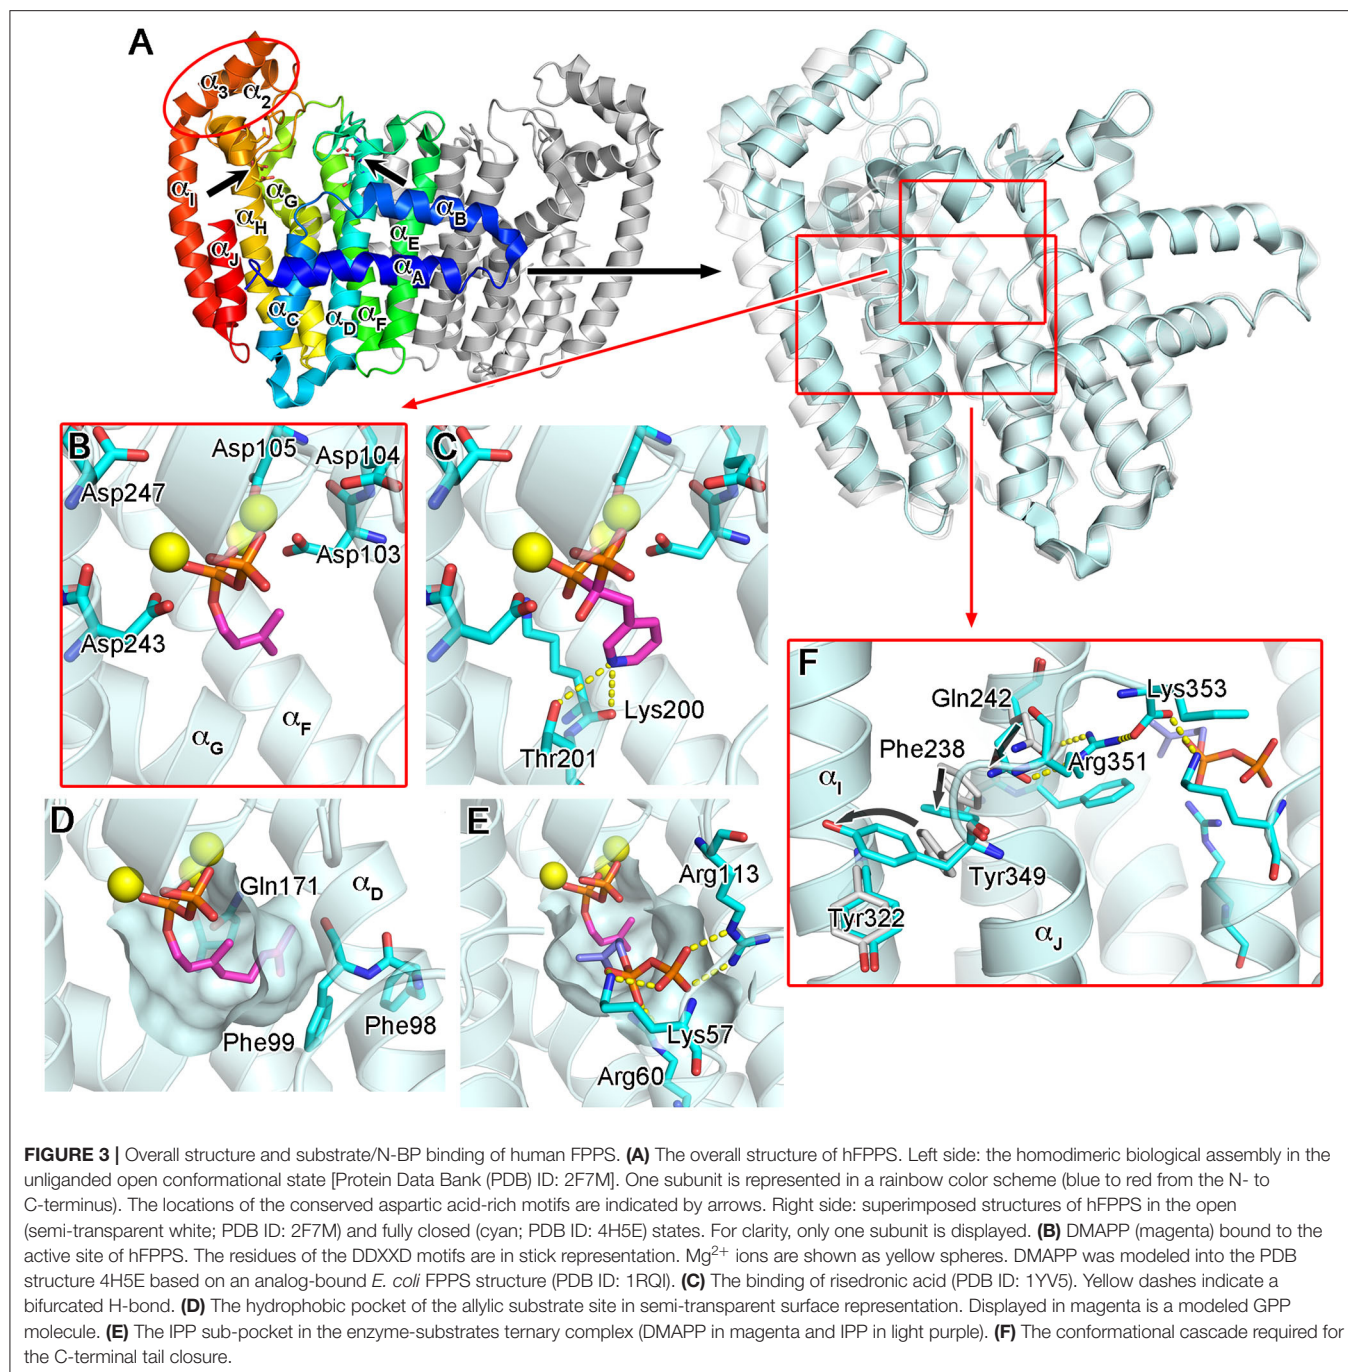 A
α3
α2
αI
αG
αH
αB
αE
αJ
αA
αC
αD
αF
B
Asp105
Asp104
Asp247
Asp103
Asp243
αG
αF
C
Lys200
Thr201
D
Gln171
αD
Phe99
Phe98
E
Arg113
Lys57
Arg60
F
Gln242
Lys353
Phe238
Arg351
αI
Tyr349
Tyr322
αJ
FIGURE 3 | Overall structure and substrate/N-BP binding of human FPPS. (A) The overall structure of hFPPS. Left side: the homodimeric biological assembly in the
unliganded open conformational state [Protein Data Bank (PDB) ID: 2F7M]. One subunit is represented in a rainbow color scheme (blue to red from the N- to
C-terminus). The locations of the conserved aspartic acid-rich motifs are indicated by arrows. Right side: superimposed structures of hFPPS in the open
(semi-transparent white; PDB ID: 2F7M) and fully closed (cyan; PDB ID: 4H5E) states. For clarity, only one subunit is displayed. (B) DMAPP (magenta) bound to the
active site of hFPPS. The residues of the DDXXD motifs are in stick representation. Mg2+ ions are shown as yellow spheres. DMAPP was modeled into the PDB
structure 4H5E based on an analog-bound E. coli FPPS structure (PDB ID: 1RQI). (C) The binding of risedronic acid (PDB ID: 1YV5). Yellow dashes indicate a
bifurcated H-bond. (D) The hydrophobic pocket of the allylic substrate site in semi-transparent surface representation. Displayed in magenta is a modeled GPP
molecule. (E) The IPP sub-pocket in the enzyme-substrates ternary complex (DMAPP in magenta and IPP in light purple). (F) The conformational cascade required for
the C-terminal tail closure.